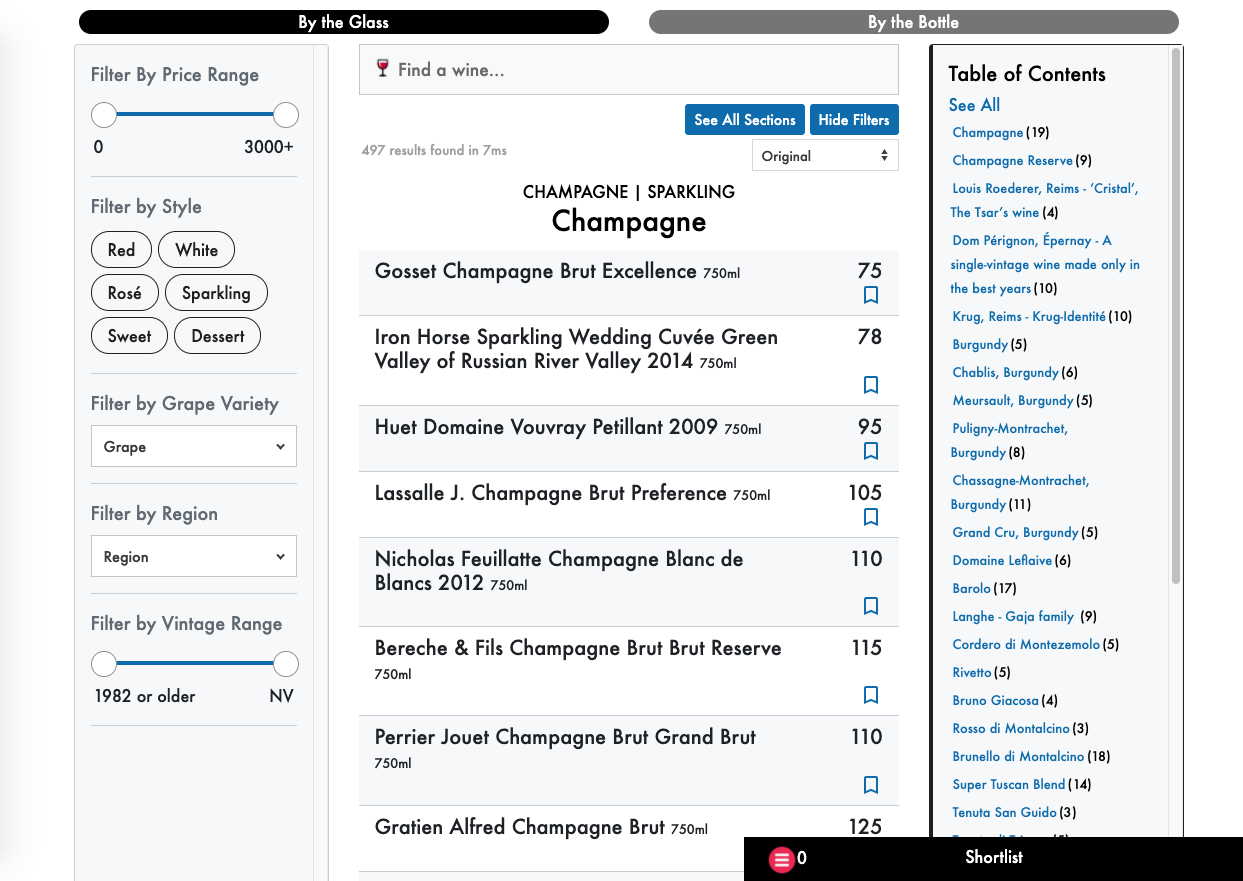 By the Glass
By the Bottle
Filter By Price Range
0 3000+
Filter by Style
Red White
Rosé Sparkling
Sweet Dessert
Filter by Grape Variety
Grape
Filter by Region
Region
Filter by Vintage Range
1982 or older NV
Find a wine...
See All Sections Hide Filters
497 results found in 7ms
Original
CHAMPAGNE | SPARKLING
Champagne
Gosset Champagne Brut Excellence 750ml 75
Iron Horse Sparkling Wedding Cuvée Green 78
Valley of Russian River Valley 2014 750ml
Huet Domaine Vouvray Petillant 2009 750ml 95
Lassalle J. Champagne Brut Preference 750ml 105
Nicholas Feuillatte Champagne Blanc de 110
Blancs 2012 750ml
Bereche & Fils Champagne Brut Brut Reserve 115
750ml
Perrier Jouet Champagne Brut Grand Brut 110
750ml
Gratien Alfred Champagne Brut 750ml 125
Table of Contents
See All
Champagne (19)
Champagne Reserve (9)
Louis Roederer, Reims - ‘Cristal’,
The Tsar’s wine (4)
Dom Pérignon, Épernay - A
single-vintage wine made only in
the best years (10)
Krug, Reims - Krug-Identité (10)
Burgundy (5)
Chablis, Burgundy (6)
Meursault, Burgundy (5)
Puligny-Montrachet,
Burgundy (8)
Chassagne-Montrachet,
Burgundy (11)
Grand Cru, Burgundy (5)
Domaine Leflaive (6)
Barolo (17)
Langhe - Gaja family (9)
Cordero di Montezemolo (5)
Rivetto (5)
Bruno Giacosa (4)
Rosso di Montalcino (3)
Brunello di Montalcino (18)
Super Tuscan Blend (14)
Tenuta San Guido (3)
0 Shortlist